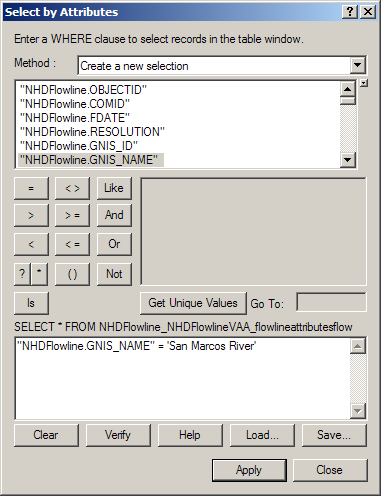 Select by Attributes
Enter a WHERE clause to select records in the table window.
Method : Create a new selection
"NHDFlowline.OBJECTID"
"NHDFlowline.COMID"
"NHDFlowline.FDATE"
"NHDFlowline.RESOLUTION"
"NHDFlowline.GNIS_ID"
"NHDFlowline.GNIS_NAME"
= < > Like
> > = And
< < = Or
? * ( ) Not
Is Get Unique Values Go To:
SELECT * FROM NHDFlowline_NHDFlowlineVAA_flowlineattributesflow
"NHDFlowline.GNIS_NAME" = 'San Marcos River'
Clear Verify Help Load... Save...
Apply Close